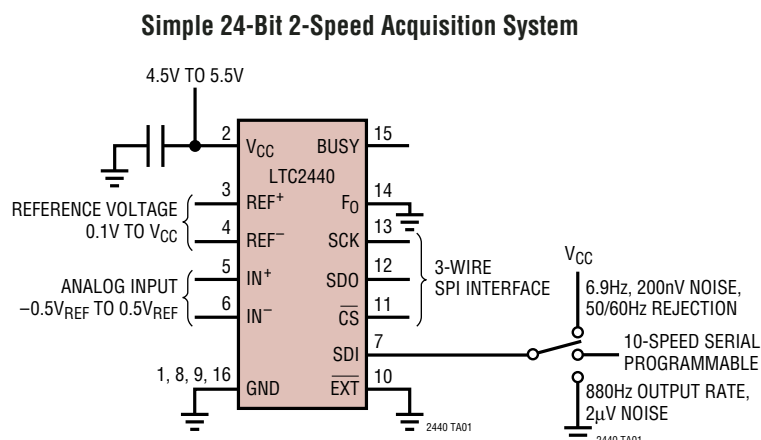 Simple 24-Bit 2-Speed Acquisition System
4.5V TO 5.5V
2
VCC
BUSY
15
LTC2440
REFERENCE VOLTAGE
0.1V TO VCC
3
REF+
FO
14
4
REF–
SCK
13
ANALOG INPUT
–0.5VREF TO 0.5VREF
5
IN+
SDO
12
3-WIRE
SPI INTERFACE
6
IN–
CS
11
SDI
7
1, 8, 9, 16
GND
EXT
10
2440 TA01
VCC
6.9Hz, 200nV NOISE,
50/60Hz REJECTION
10-SPEED SERIAL
PROGRAMMABLE
880Hz OUTPUT RATE,
2µV NOISE
2440 TA01